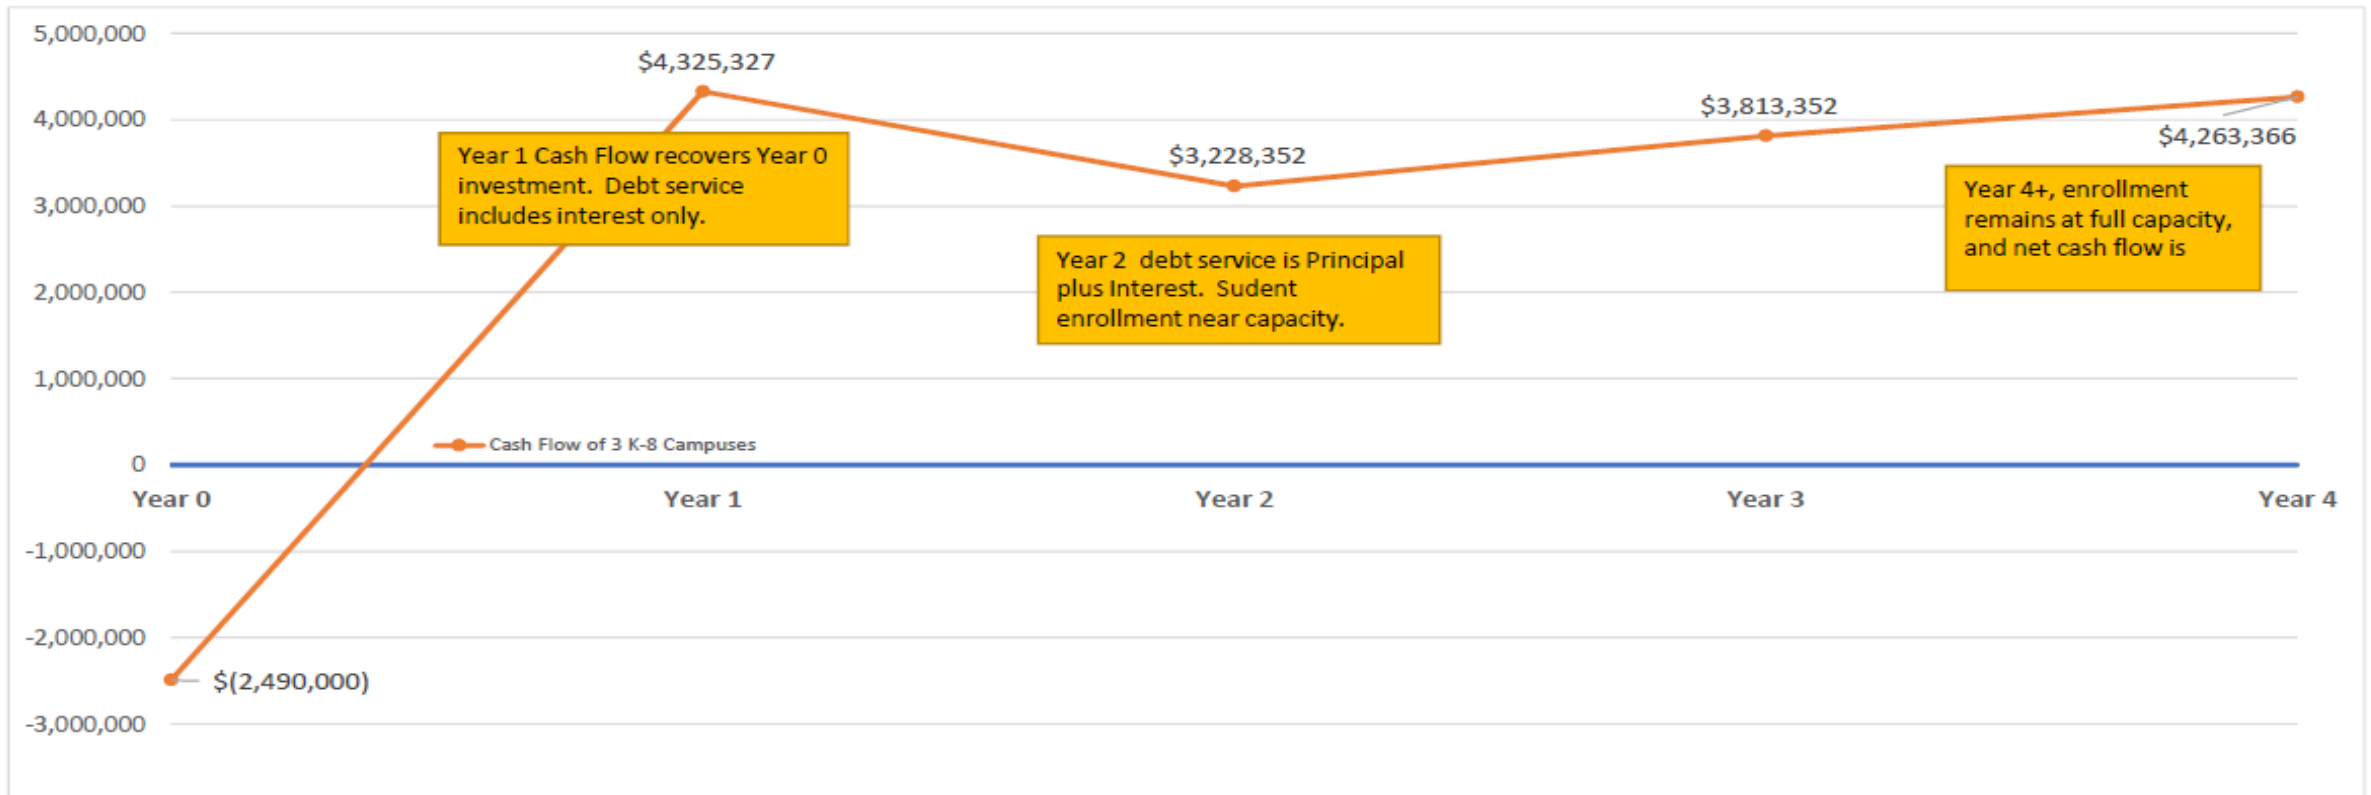 5,000,000
$4,325,327
4,000,000
$3,813,352
$4,263,366
Year 1 Cash Flow recovers Year 0
investment.  Debt service
includes interest only.
$3,228,352
Year 4+, enrollment
remains at full capacity,
and net cash flow is
3,000,000
Year 2  debt service is Principal
plus Interest.  Sudent
enrollment near capacity.
2,000,000
1,000,000
Cash Flow of 3 K-8 Campuses
0
Year 0
Year 1
Year 2
Year 3
Year 4
-1,000,000
-2,000,000
$(2,490,000)
-3,000,000